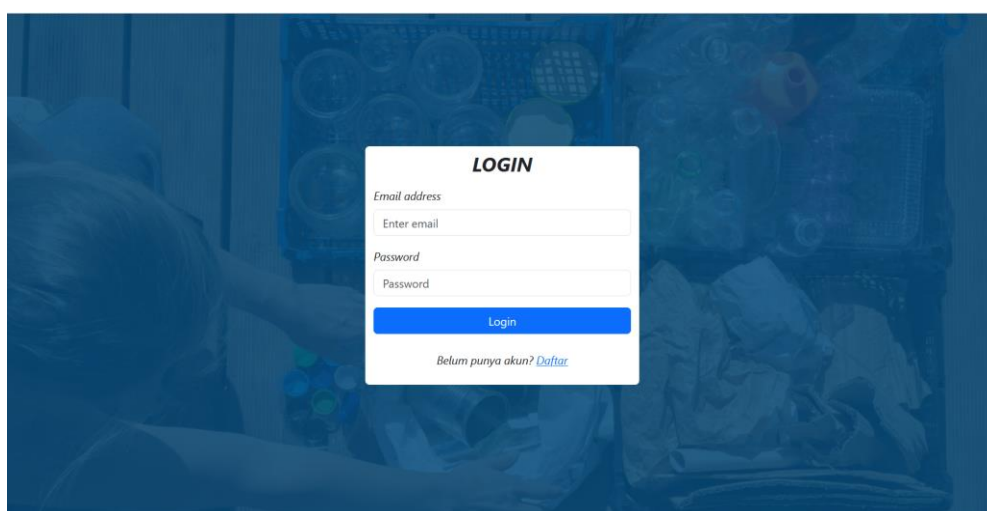 LOGIN
Email address
Enter email
Password
Password
Login
Belum punya akun? Daftar